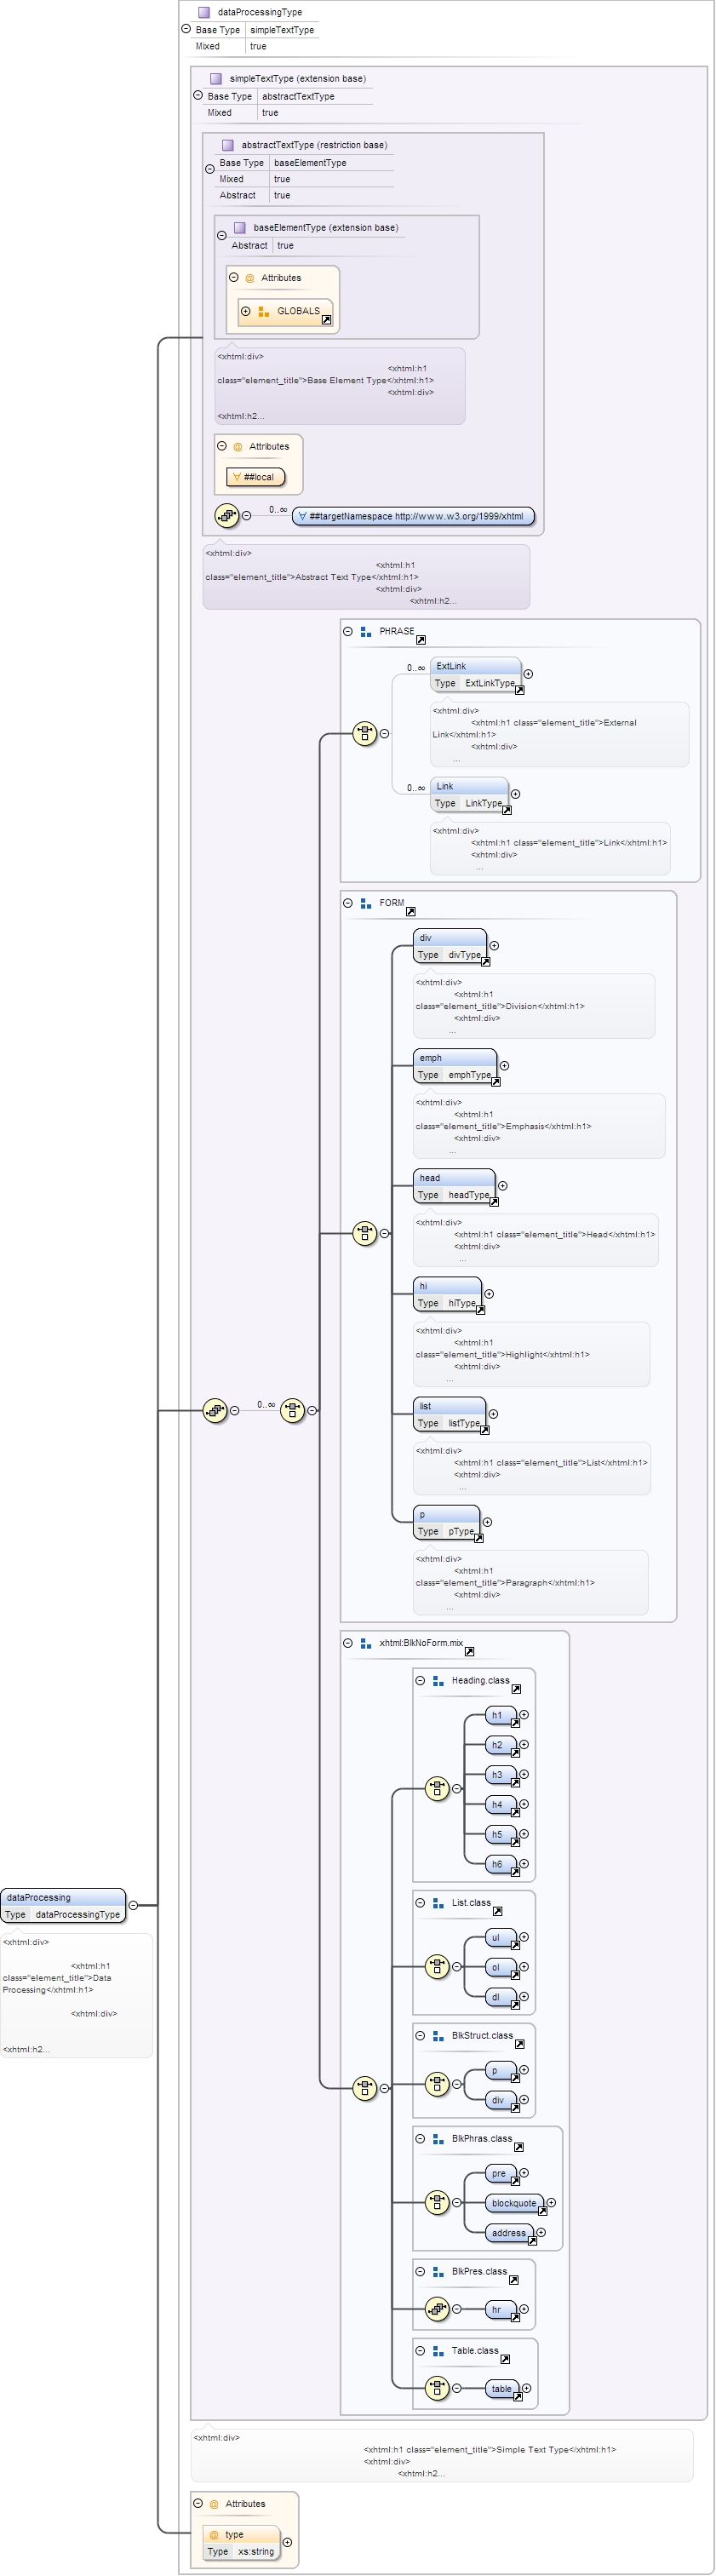 dataProcessingType
Base Type simpleTextType
Mixed true
simpleTextType (extension base)
Base Type abstractTextType
Mixed true
abstractTextType (restriction base)
Base Type baseElementType
Mixed true
Abstract true
baseElementType (extension base)
Abstract true
@ Attributes
GLOBALS
<xhtml:div>
<xhtml:h1
class="element_title">Base Element Type</xhtml:h1>
<xhtml:div>
<xhtml:h2...
@ Attributes
∀ ##local
0..∞
∀ ##targetNamespace http://www.w3.org/1999/xhtml
<xhtml:div>
<xhtml:h1
class="element_title">Abstract Text Type</xhtml:h1>
<xhtml:div>
<xhtml:h2...
PHRASE
0..∞
ExtLink
Type ExtLinkType
<xhtml:div>
<xhtml:h1 class="element_title">External
Link</xhtml:h1>
<xhtml:div>
...
0..∞
Link
Type LinkType
<xhtml:div>
<xhtml:h1 class="element_title">Link</xhtml:h1>
<xhtml:div>
...
FORM
div
Type divType
<xhtml:div>
<xhtml:h1
class="element_title">Division</xhtml:h1>
<xhtml:div>
...
emph
Type emphType
<xhtml:div>
<xhtml:h1
class="element_title">Emphasis</xhtml:h1>
<xhtml:div>
...
head
Type headType
<xhtml:div>
<xhtml:h1 class="element_title">Head</xhtml:h1>
<xhtml:div>
...
hi
Type hiType
<xhtml:div>
<xhtml:h1
class="element_title">Highlight</xhtml:h1>
<xhtml:div>
...
0..∞
list
Type listType
<xhtml:div>
<xhtml:h1 class="element_title">List</xhtml:h1>
<xhtml:div>
...
p
Type pType
<xhtml:div>
<xhtml:h1
class="element_title">Paragraph</xhtml:h1>
<xhtml:div>
...
xhtml:BlkNoForm.mix
Heading.class
h1
h2
h3
h4
h5
h6
dataProcessing
Type dataProcessingType
<xhtml:div>
<xhtml:h1
class="element_title">Data
Processing</xhtml:h1>
<xhtml:div>
<xhtml:h2...
List.class
ul
ol
dl
BlkStruct.class
p
div
BlkPhras.class
pre
blockquote
address
BlkPres.class
hr
Table.class
table
<xhtml:div>
<xhtml:h1 class="element_title">Simple Text Type</xhtml:h1>
<xhtml:div>
<xhtml:h2...
@ Attributes
@ type
Type xs:string